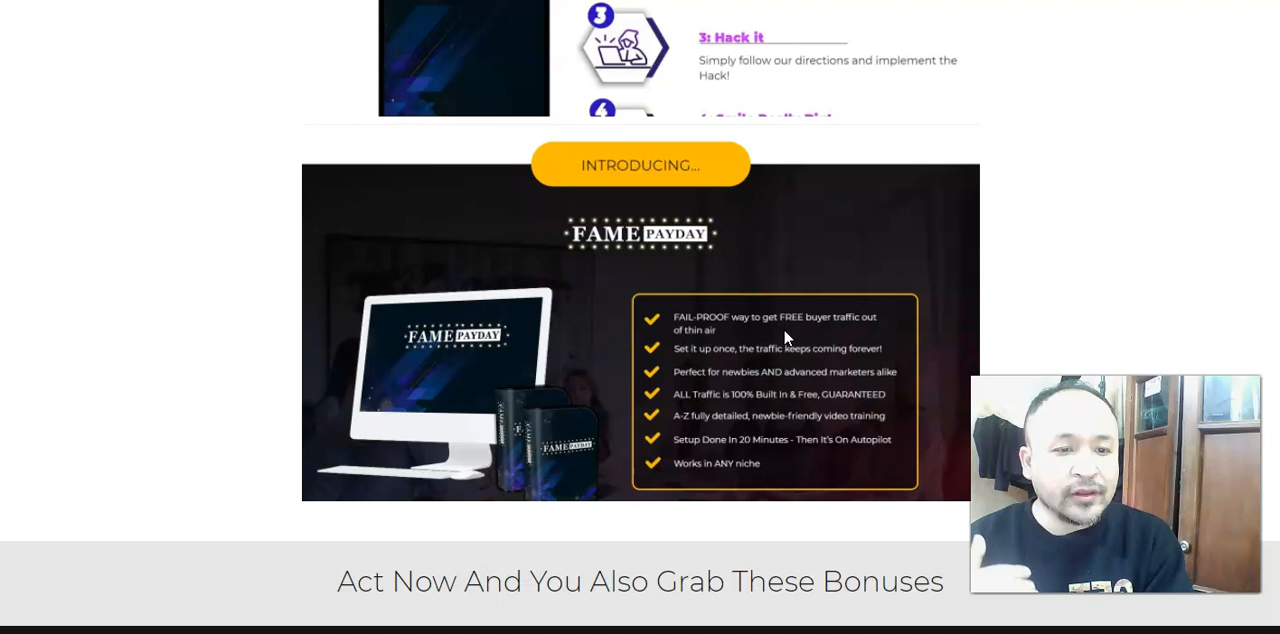 3
3: Hack it
Simply follow our directions and implement the
Hack!
4
INTRODUCING...
FAME PAYDAY
FAME PAYDAY
FAIL-PROOF way to get FREE buyer traffic out
of thin air
Set it up once, the traffic keeps coming forever!
Perfect for newbies AND advanced marketers alike
ALL Traffic is 100% Built In & Free, GUARANTEED
A-Z fully detailed, newbie-friendly video training
Setup Done In 20 Minutes - Then It's On Autopilot
Works in ANY niche
FAME PAYDAY
Act Now And You Also Grab These Bonuses